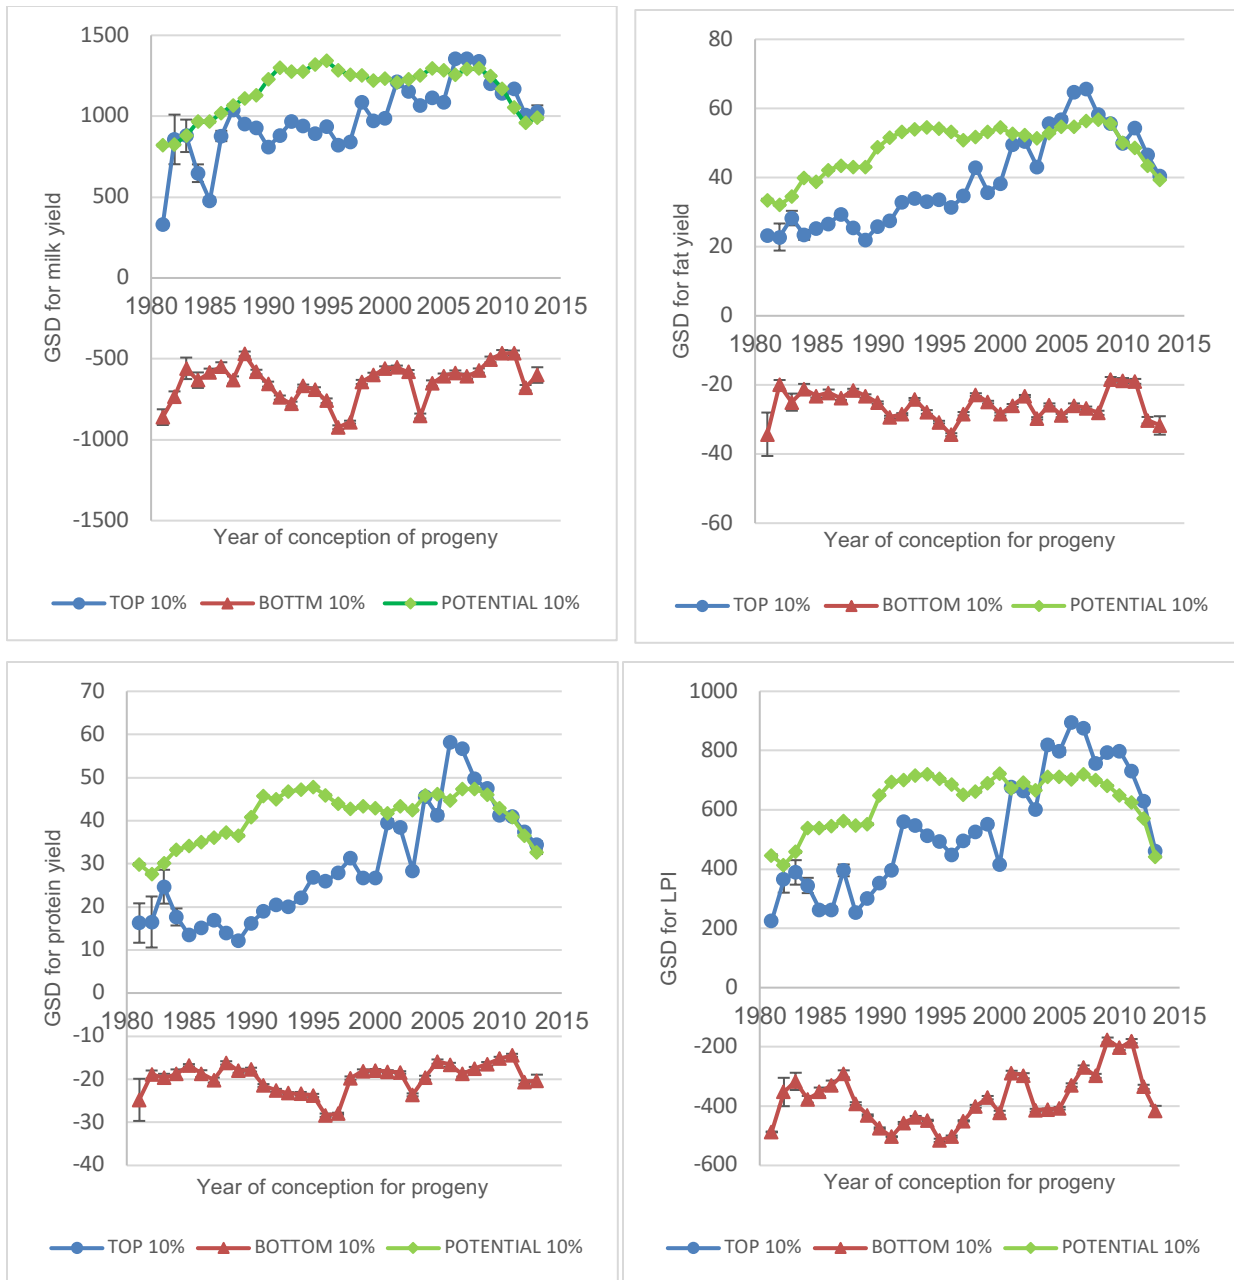 1500
1000
500
0
-500
-1000
-1500
1980 1985 1990 1995 2000 2005 2010 2015
GSD for milk yield
Year of conception of progeny
TOP 10% BOTTM 10% POTENTIAL 10%
80
60
40
20
0
-20
-40
-60
1980 1985 1990 1995 2000 2005 2010 2015
GSD for fat yield
Year of conception for progeny
TOP 10% BOTTOM 10% POTENTIAL 10%
70
60
50
40
30
20
10
0
-10
-20
-30
-40
1980 1985 1990 1995 2000 2005 2010 2015
GSD for protein yield
Year of conception for progeny
TOP 10% BOTTOM 10% POTENTIAL 10%
1000
800
600
400
200
0
-200
-400
-600
1980 1985 1990 1995 2000 2005 2010 2015
GSD for LPI
Year of conception for progeny
TOP 10% BOTTOM 10% POTENTIAL 10%